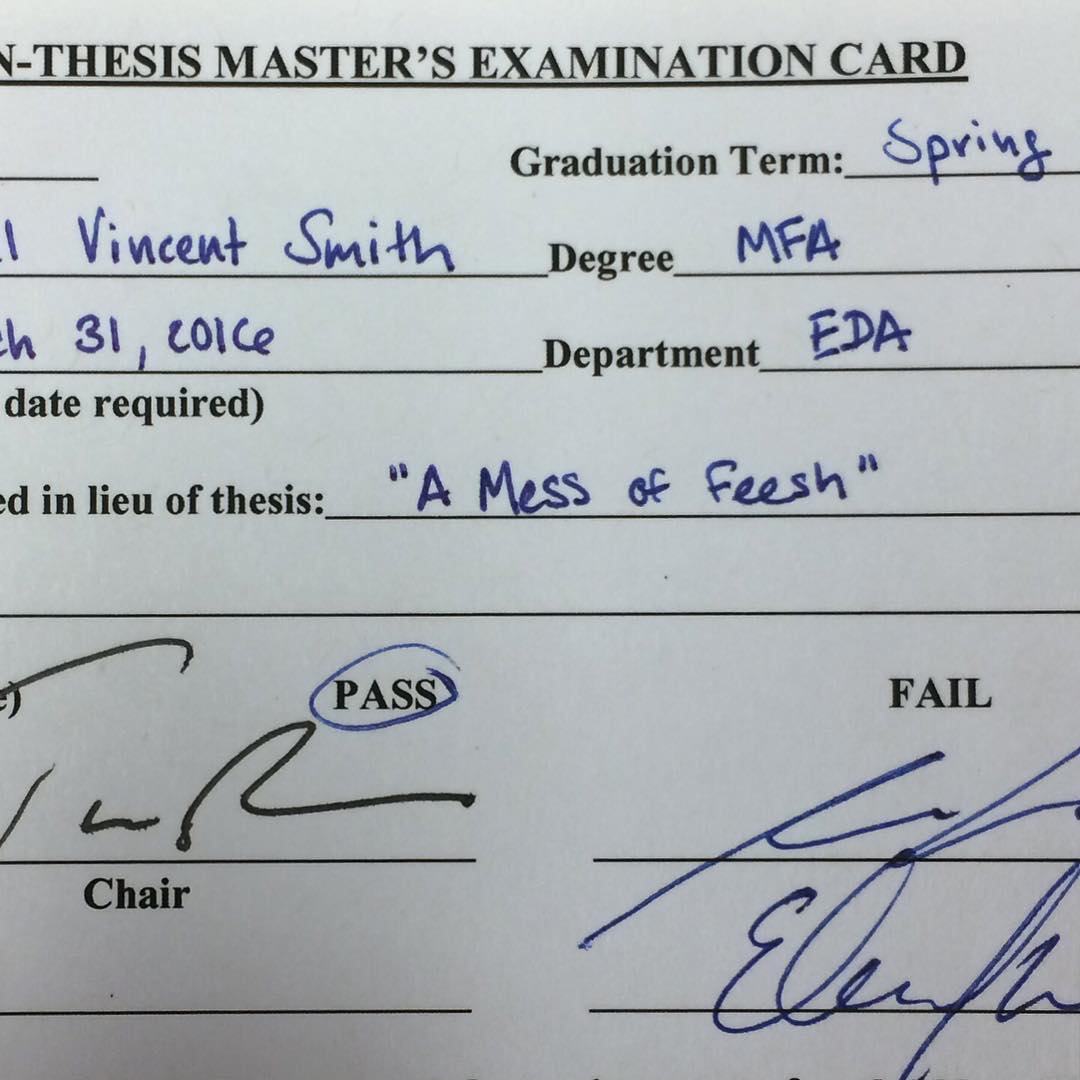 N-THESIS MASTER'S EXAMINATION CARD
Graduation Term: Spring
l Vincent Smith Degree MFA
ch 31, 2016 Department EDA
date required)
ed in lieu of thesis: "A Mess of Feesh"
e) PASS FAIL
Chair